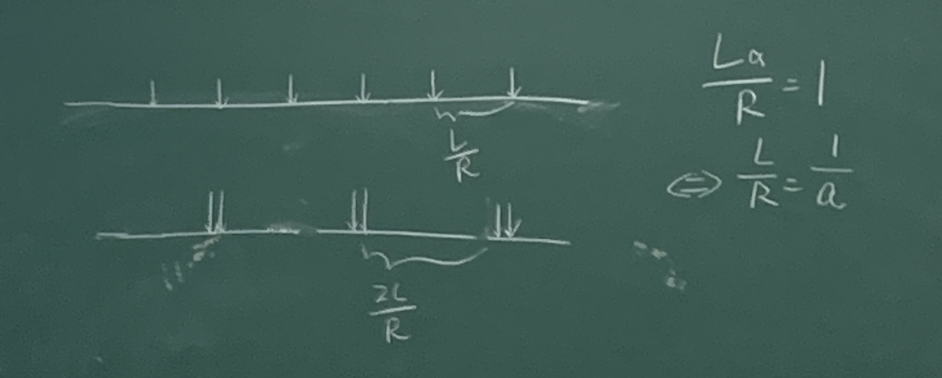 L/R
2L/R
La/R = 1
⇔ L/R = 1/a